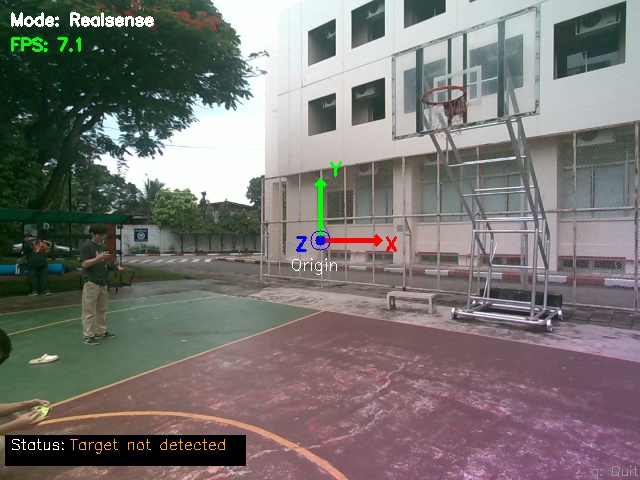 Mode: Realsense
FPS: 7.1
Y
Z
X
Origin
Status: Target not detected
q: Quit